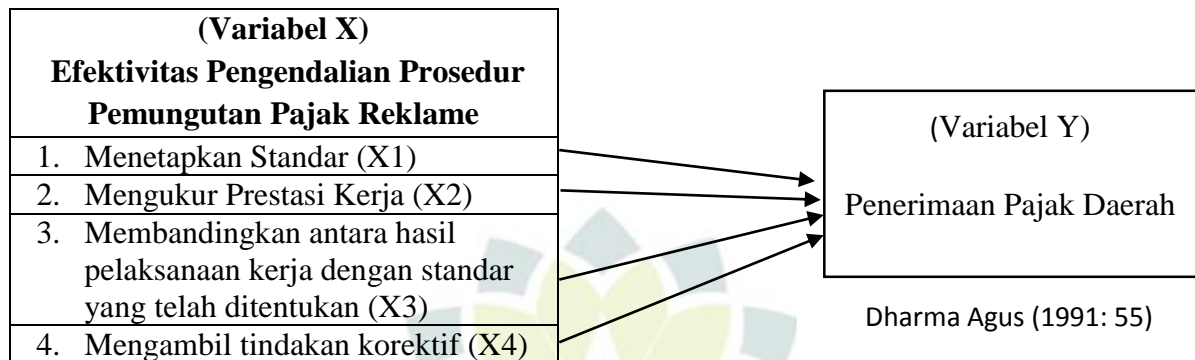 (Variabel X)
Efektivitas Pengendalian Prosedur
Pemungutan Pajak Reklame
1. Menetapkan Standar (X1)
2. Mengukur Prestasi Kerja (X2)
3. Membandingkan antara hasil
pelaksanaan kerja dengan standar
yang telah ditentukan (X3)
4. Mengambil tindakan korektif (X4)
(Variabel Y)
Penerimaan Pajak Daerah
Dharma Agus (1991: 55)